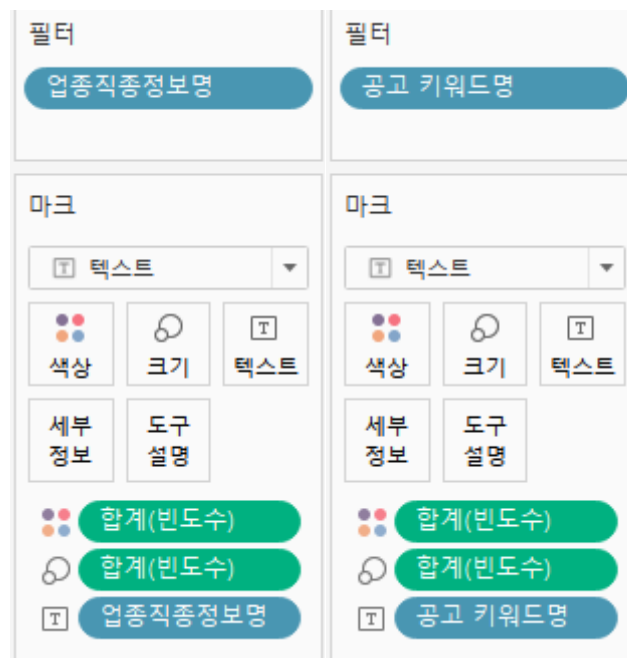 필터
업종직종정보명
마크
텍스트
색상
크기
텍스트
세부
정보
도구
설명
합계(빈도수)
합계(빈도수)
업종직종정보명
필터
공고 키워드명
마크
텍스트
색상
크기
텍스트
세부
정보
도구
설명
합계(빈도수)
합계(빈도수)
공고 키워드명